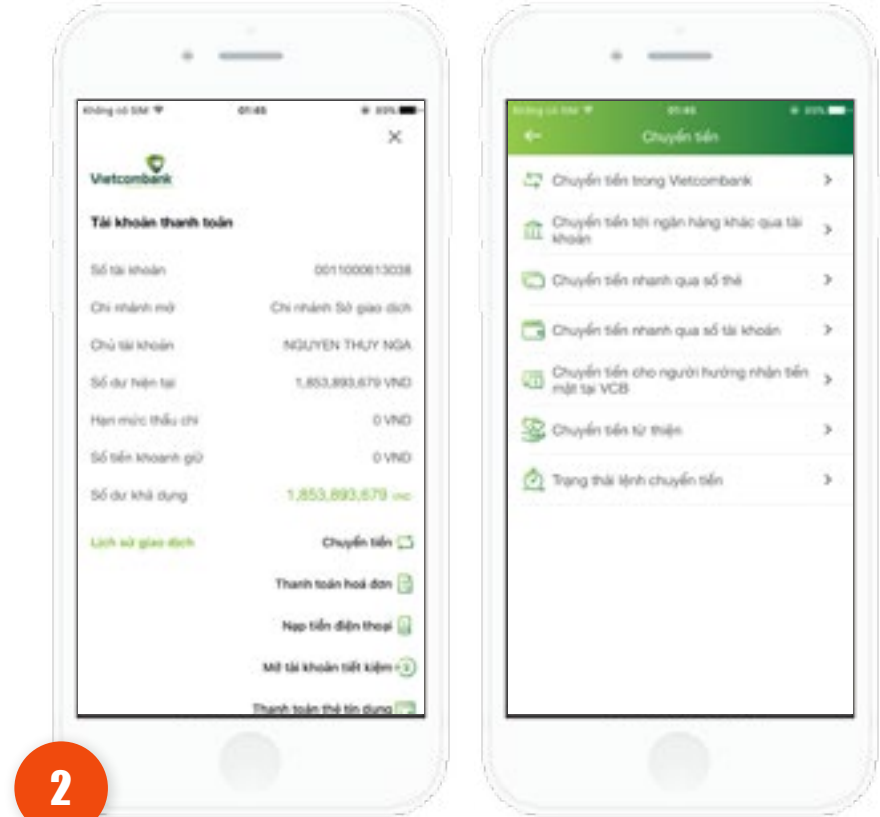 Không có SIM 01:45
Vietcombank
Tài khoản thanh toán
Số tài khoản 0011000613038
Chi nhánh mở Chi nhánh Sở giao dịch
Chủ tài khoản NGUYEN THUY NGA
Số dư hiện tại 1,853,893,679 VND
Hạn mức thấu chi 0 VND
Số tiền khoanh giữ 0 VND
Số dư khả dụng 1,853,893,679 VND
Lịch sử giao dịch Chuyển tiền
Thanh toán hoá đơn
Nạp tiền điện thoại
Mở tài khoản tiết kiệm
Thanh toán thẻ tín dụng
Không có SIM
Chuyển tiền
Chuyển tiền trong Vietcombank
Chuyển tiền tới ngân hàng khác qua tài
khoản
Chuyển tiền nhanh qua số thẻ
Chuyển tiền nhanh qua số tài khoản
Chuyển tiền cho người hưởng nhận tiền
mặt tại VCB
Chuyển tiền từ thiện
Trạng thái lệnh chuyển tiền
2